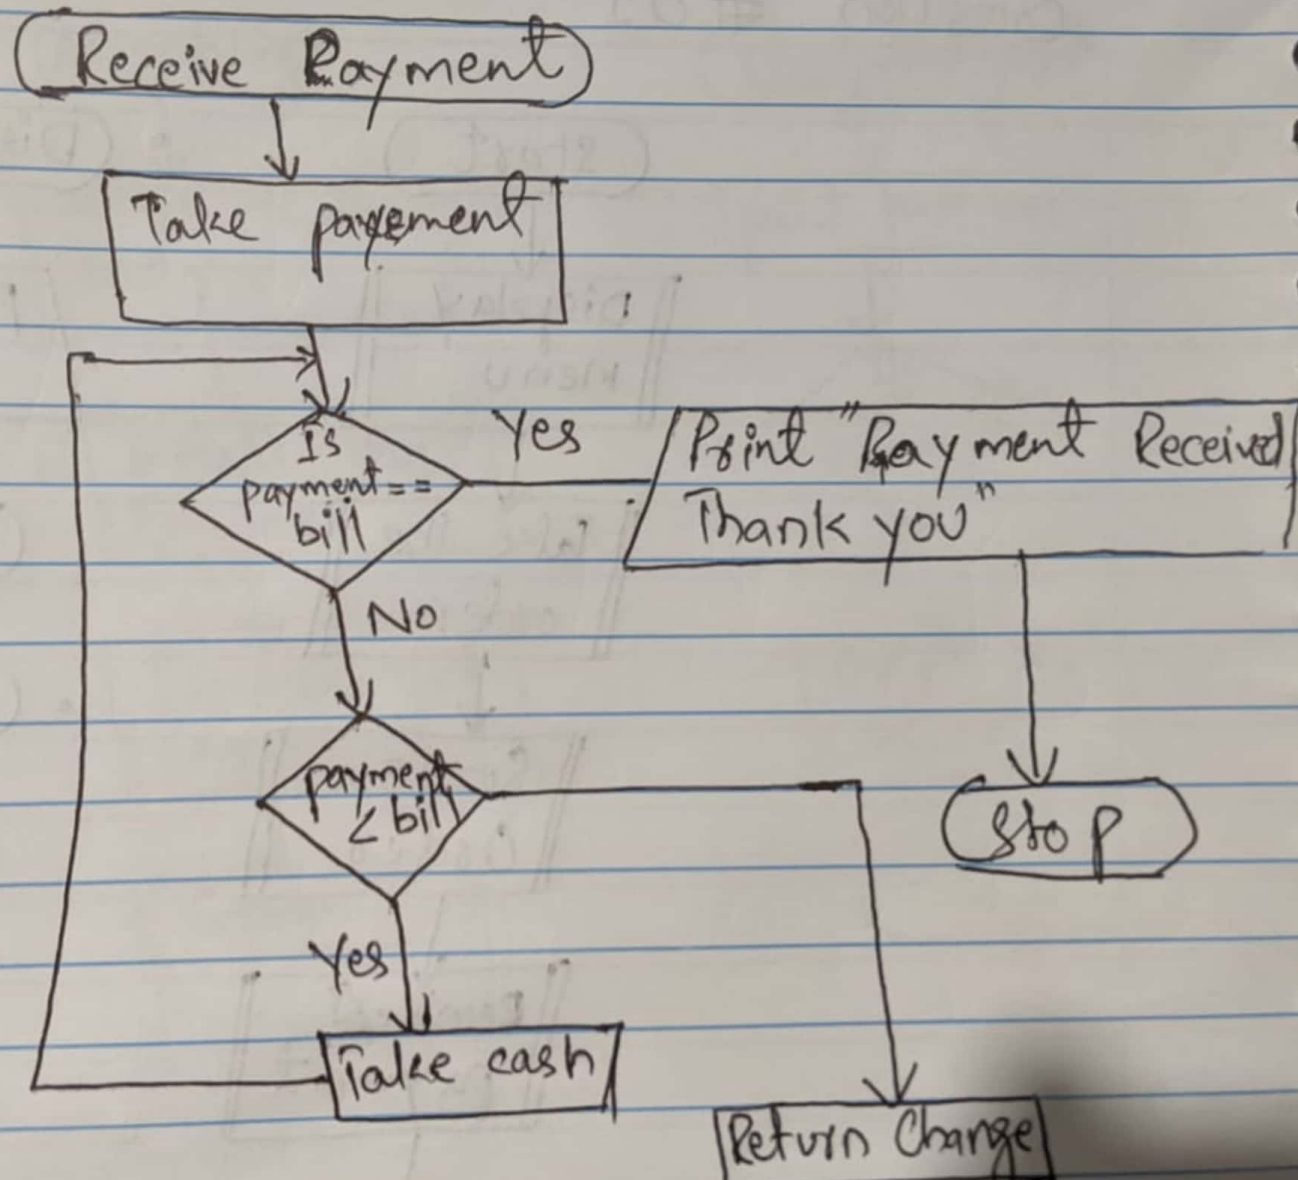 Receive Payment
Take payement
Is
payment==
bill
Yes
Print "Payment Received
Thank you"
No
payment
< bill
Stop
Yes
Take cash
Return Change